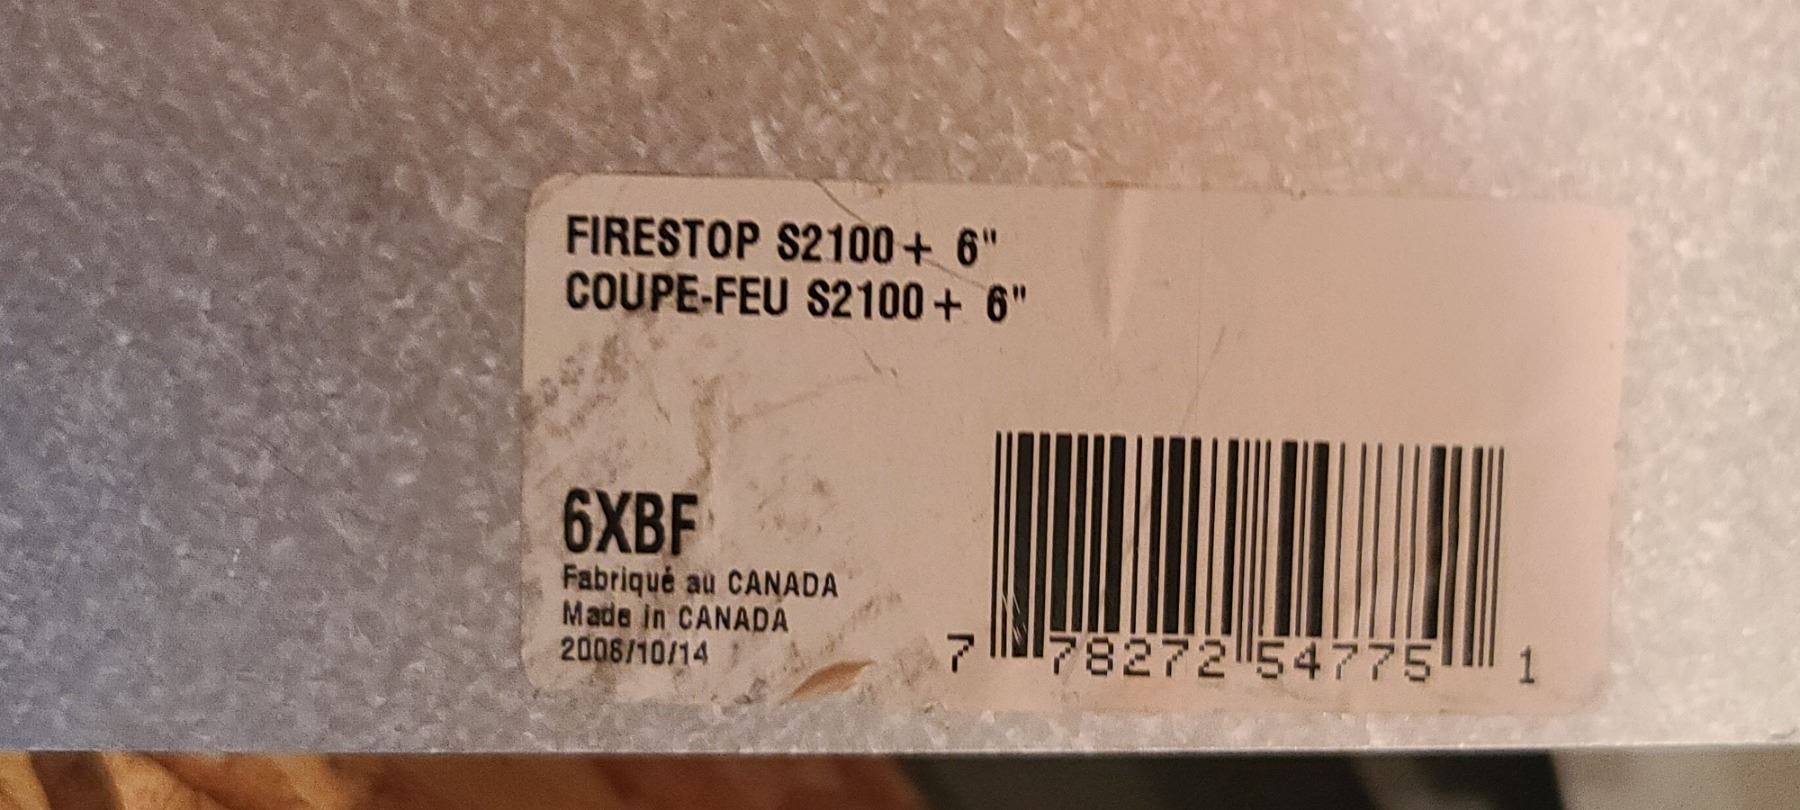 FIRESTOP S2100+ 6"
COUPE-FEU S2100+ 6"
6XBF
Fabriqué au CANADA
Made in CANADA
2006/10/14
7 78272 54775 1